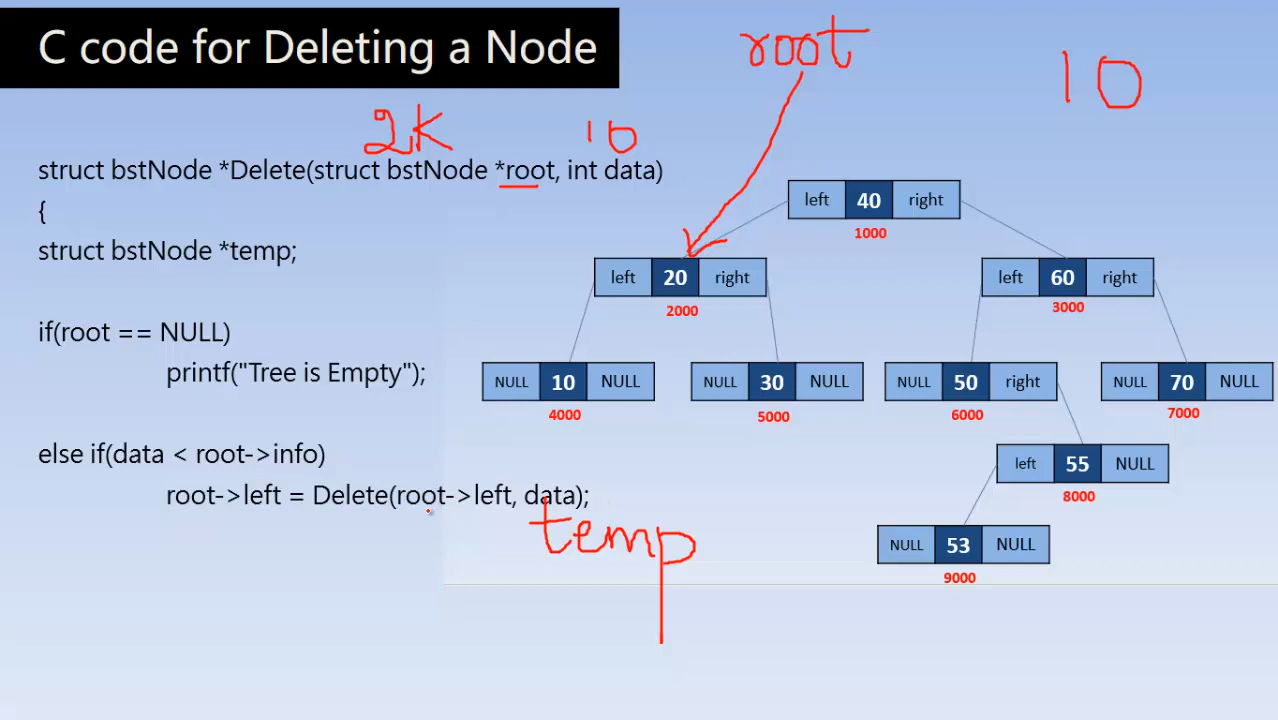 C code for Deleting a Node
root
10
2K
10
struct bstNode *Delete(struct bstNode *root, int data)
{
struct bstNode *temp;
if(root == NULL)
printf("Tree is Empty");
else if(data < root->info)
root->left = Delete(root->left, data);
temp
left 40 right
1000
left 20 right
2000
left 60 right
3000
NULL 10 NULL
4000
NULL 30 NULL
5000
NULL 50 right
6000
NULL 70 NULL
7000
left 55 NULL
8000
NULL 53 NULL
9000